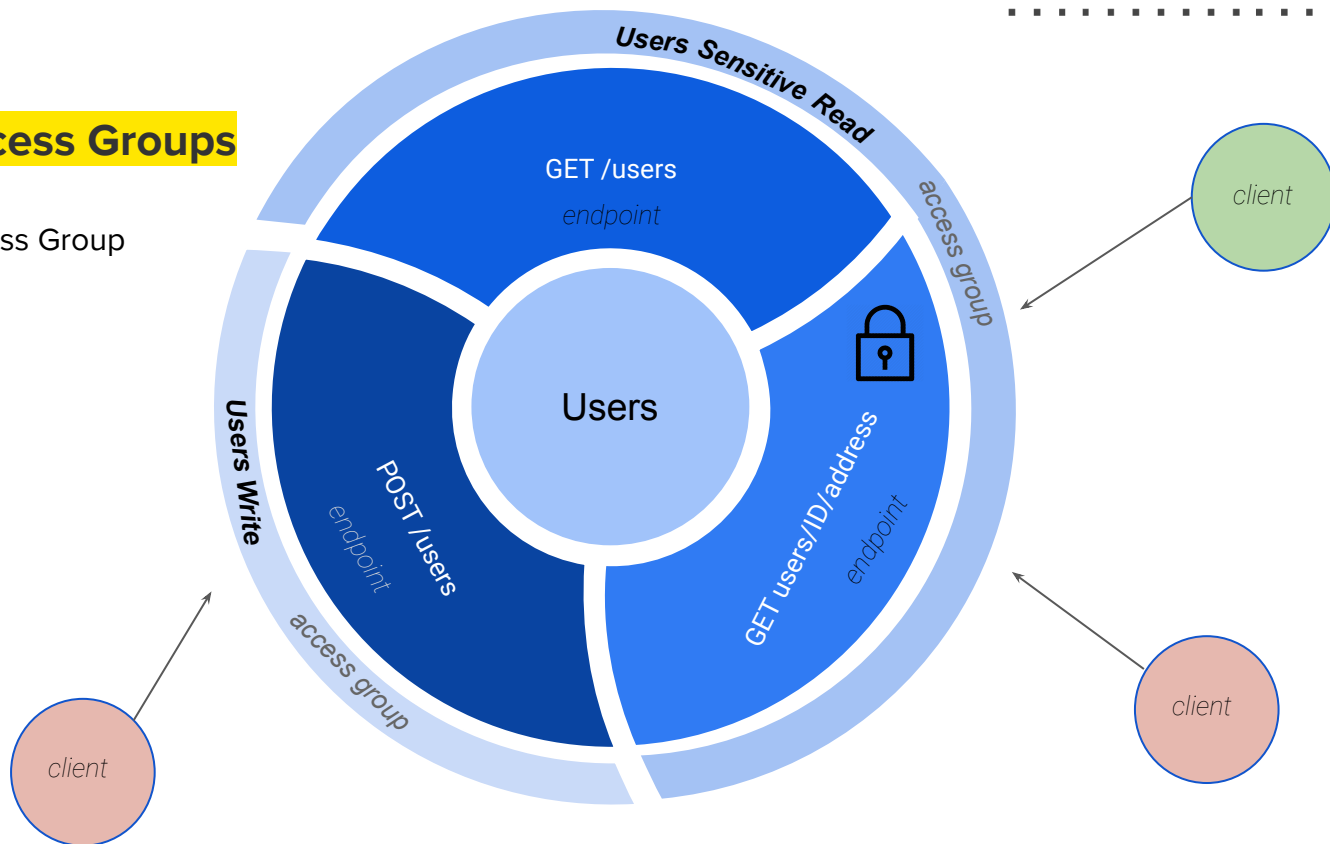 cess Groups
ss Group
Users Sensitive Read
access group
GET /users
endpoint
Users
GET users/ID/address
endpoint
POST /users
endpoint
Users Write
access group
client
client
client